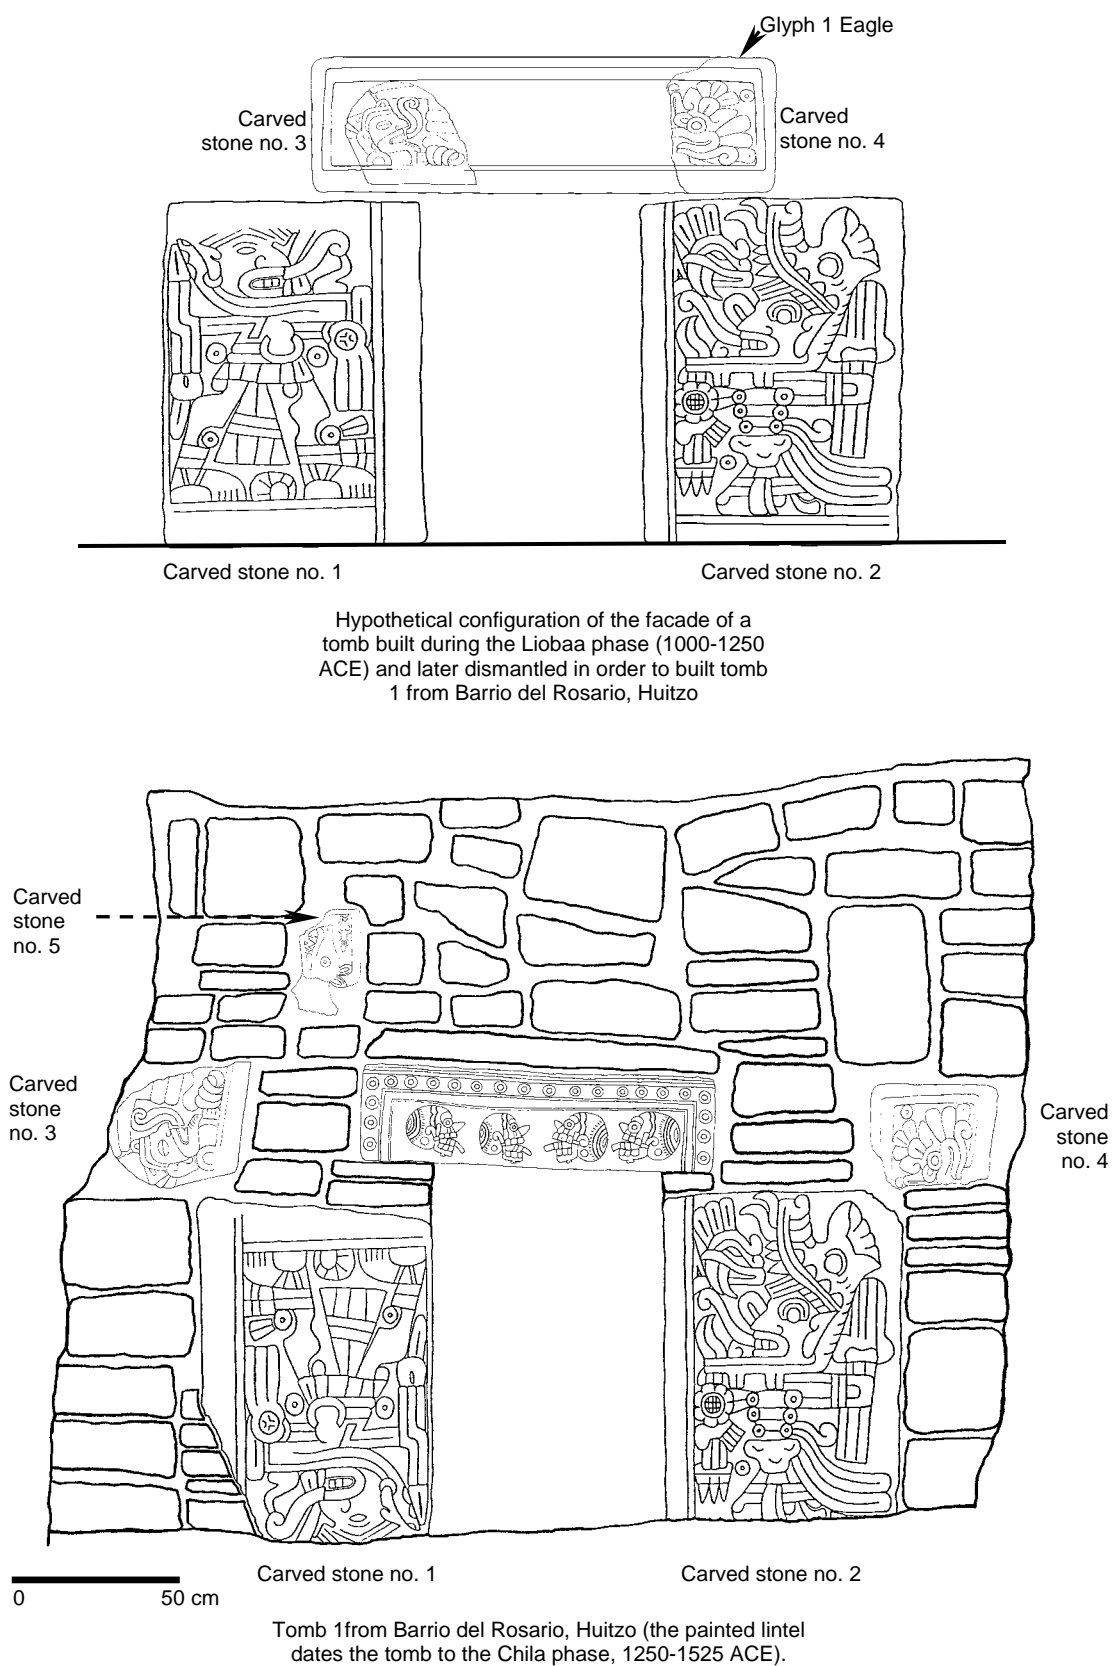 Glyph 1 Eagle
Carved
stone no. 3
Carved
stone no. 4
Carved stone no. 1
Carved stone no. 2
Hypothetical configuration of the facade of a
tomb built during the Liobaa phase (1000-1250
ACE) and later dismantled in order to built tomb
1 from Barrio del Rosario, Huitzo
Carved
stone
no. 5
Carved
stone
no. 3
Carved
stone
no. 4
Carved stone no. 1
Carved stone no. 2
0 50 cm
Tomb 1from Barrio del Rosario, Huitzo (the painted lintel
dates the tomb to the Chila phase, 1250-1525 ACE).